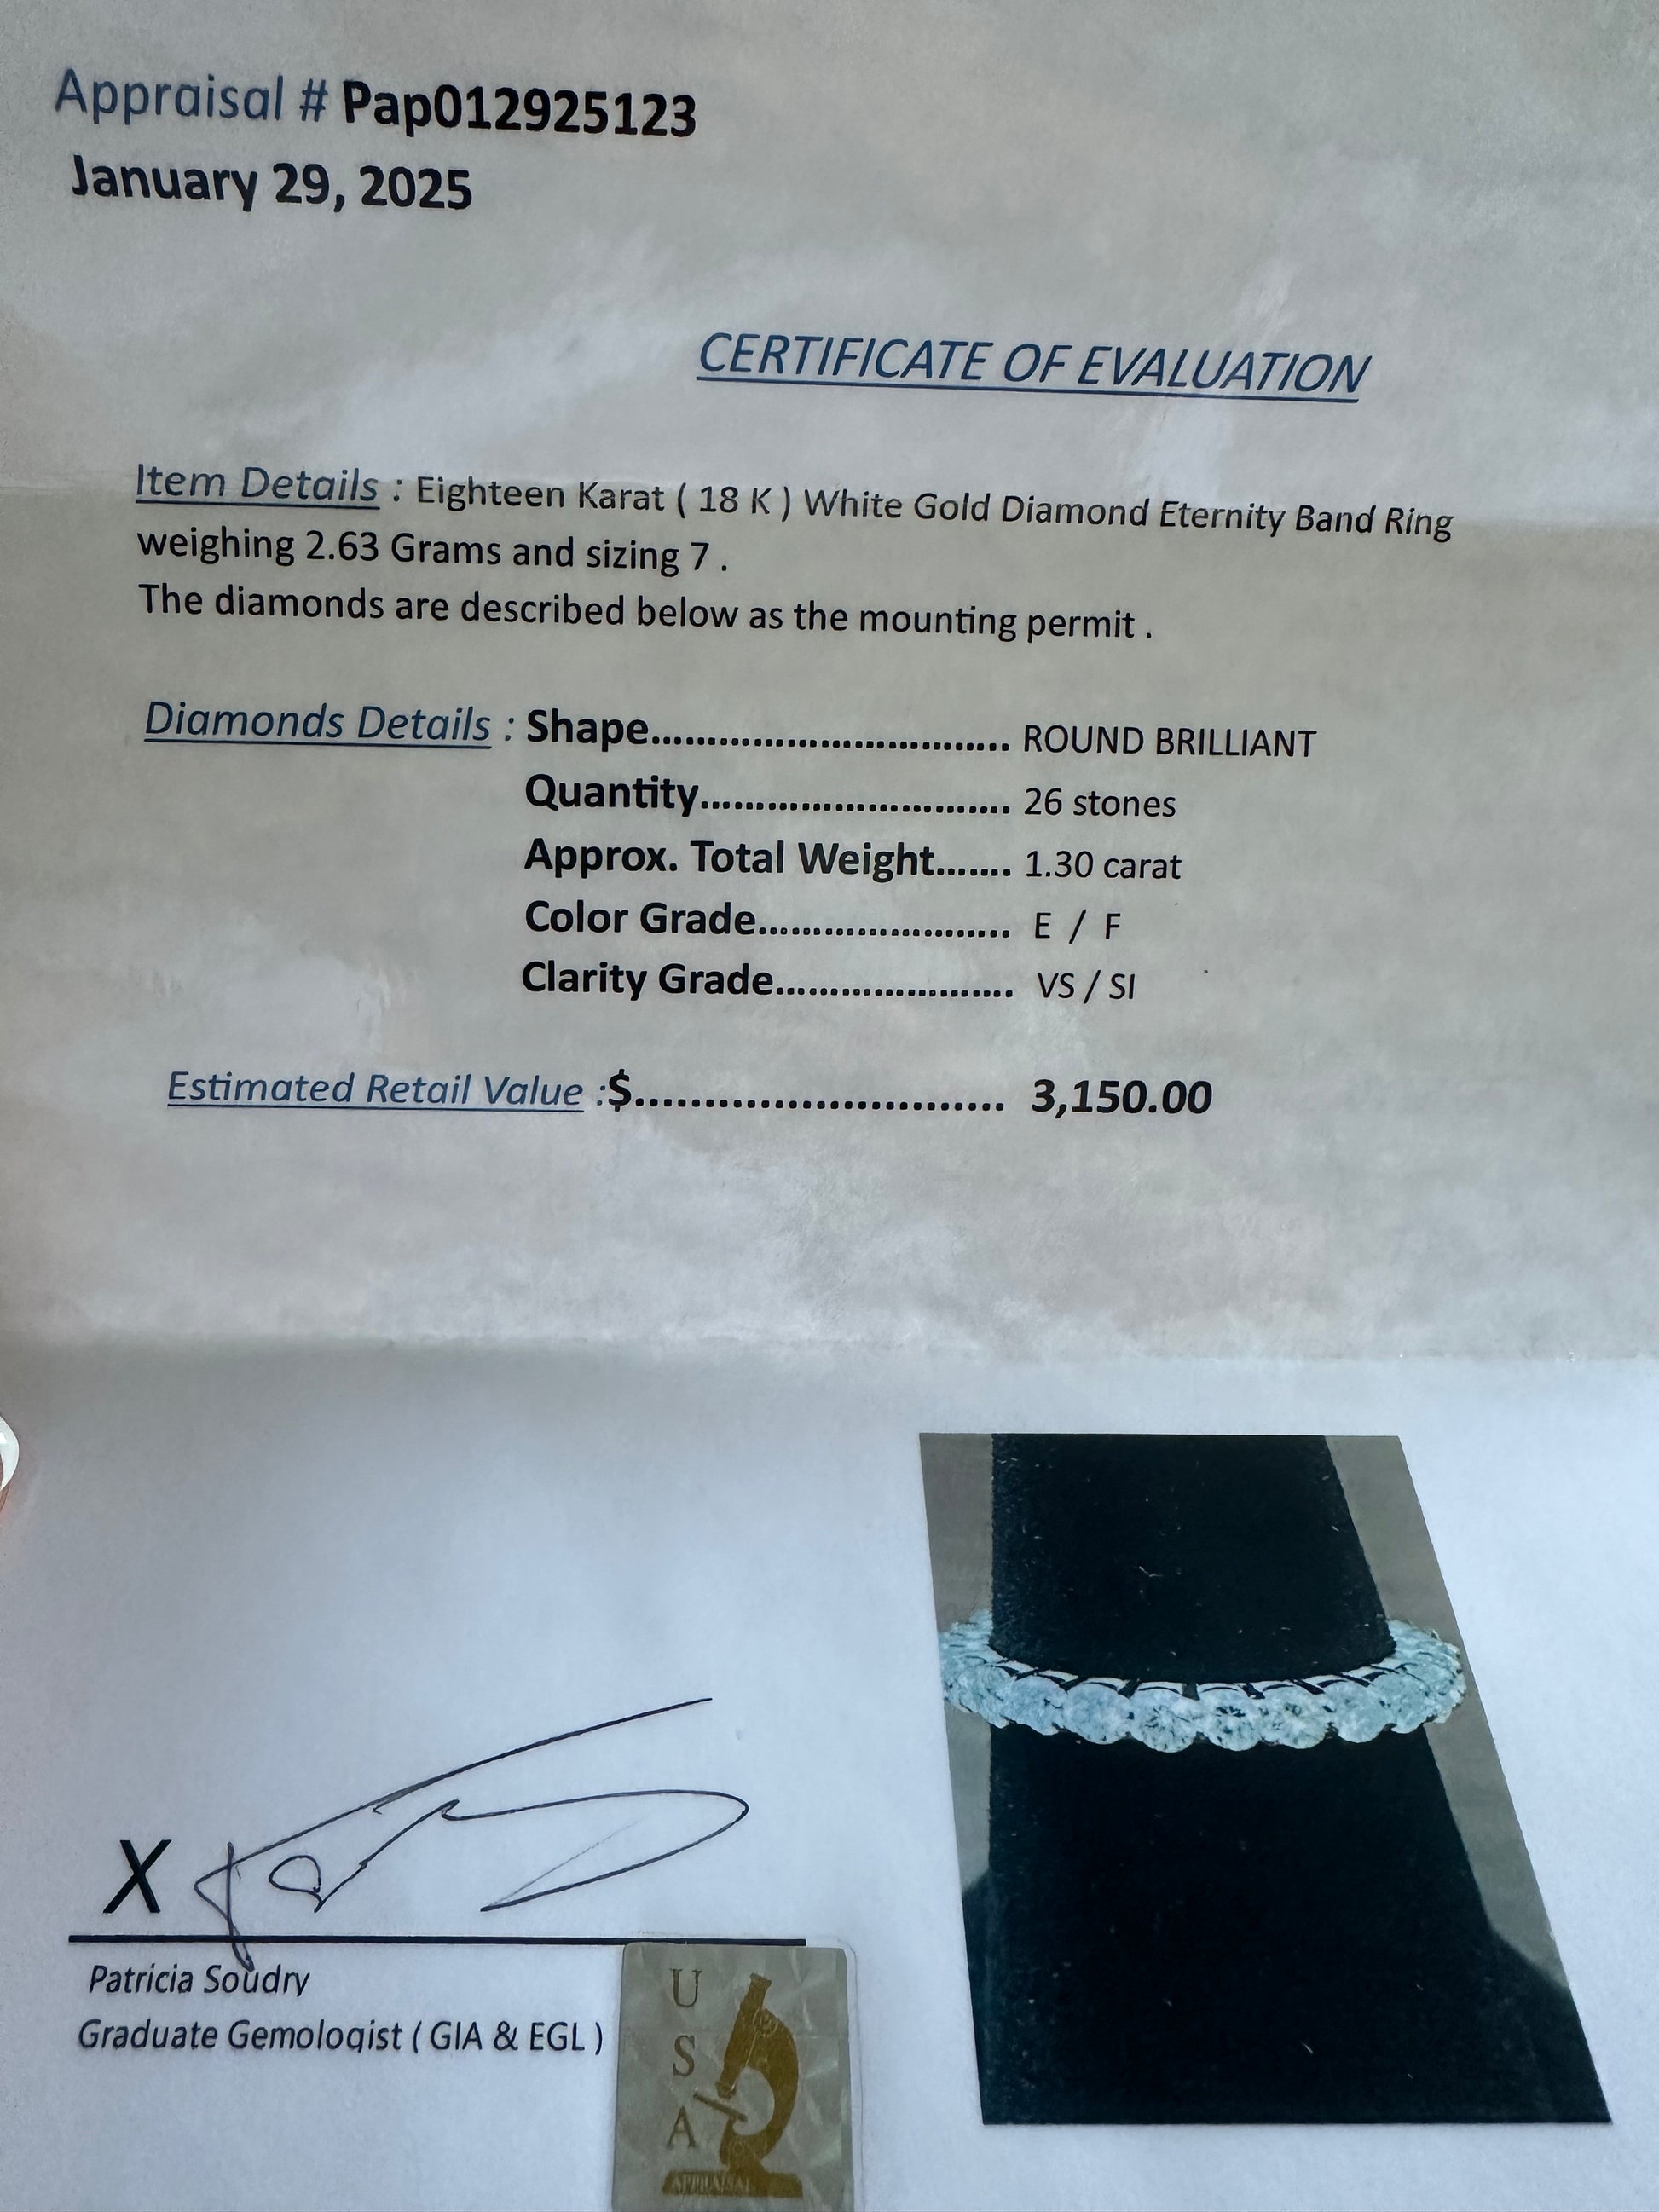 Appraisal # Pap012925123
January 29, 2025
CERTIFICATE OF EVALUATION
Item Details : Eighteen Karat ( 18 K ) White Gold Diamond Eternity Band Ring
weighing 2.63 Grams and sizing 7 .
The diamonds are described below as the mounting permit .
Diamonds Details : Shape................................ ROUND BRILLIANT
Quantity............................ 26 stones
Approx. Total Weight....... 1.30 carat
Color Grade....................... E / F
Clarity Grade...................... VS / SI
Estimated Retail Value :$........................... 3,150.00
X
Patricia Soudry
Graduate Gemologist ( GIA & EGL )
U
S
A
APPRAISAL